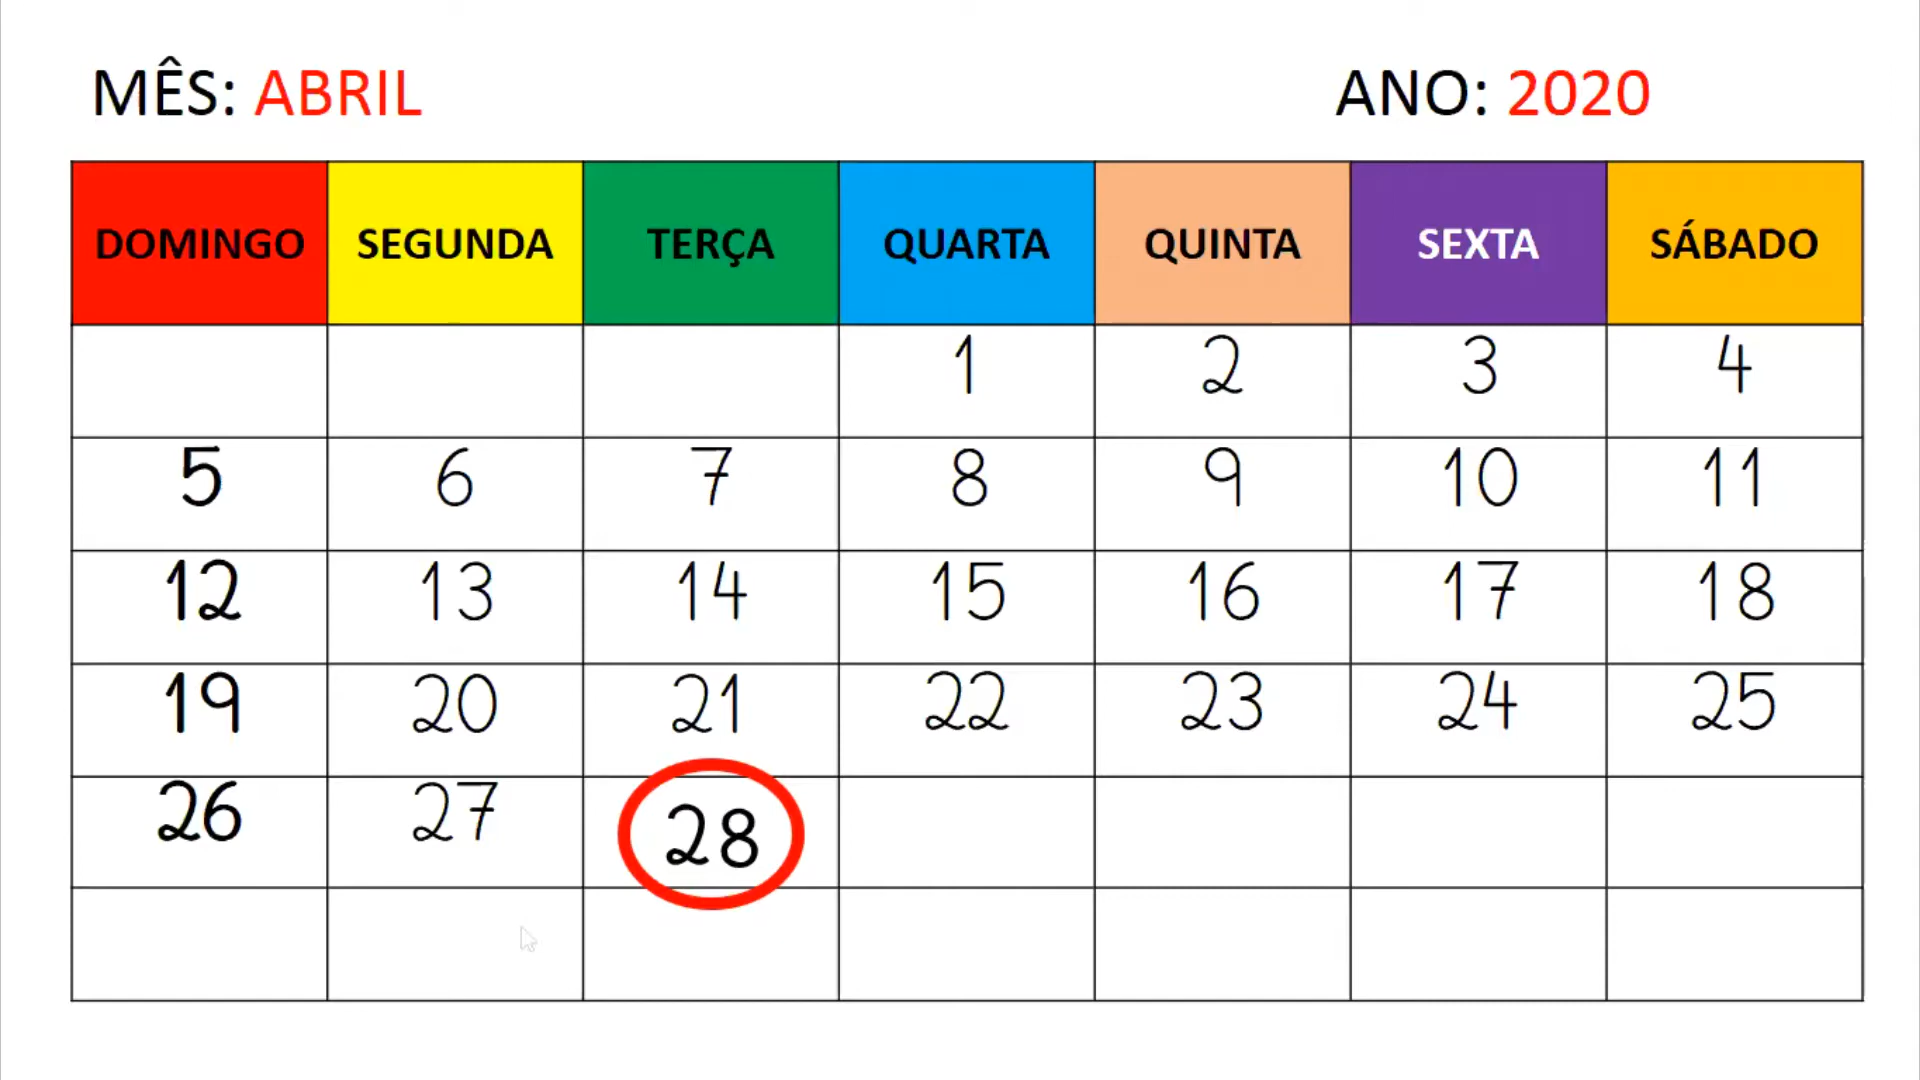 MÊS: ABRIL ANO: 2020
DOMINGO SEGUNDA TERÇA QUARTA QUINTA SEXTA SÁBADO
1 2 3 4
5 6 7 8 9 10 11
12 13 14 15 16 17 18
19 20 21 22 23 24 25
26 27 28